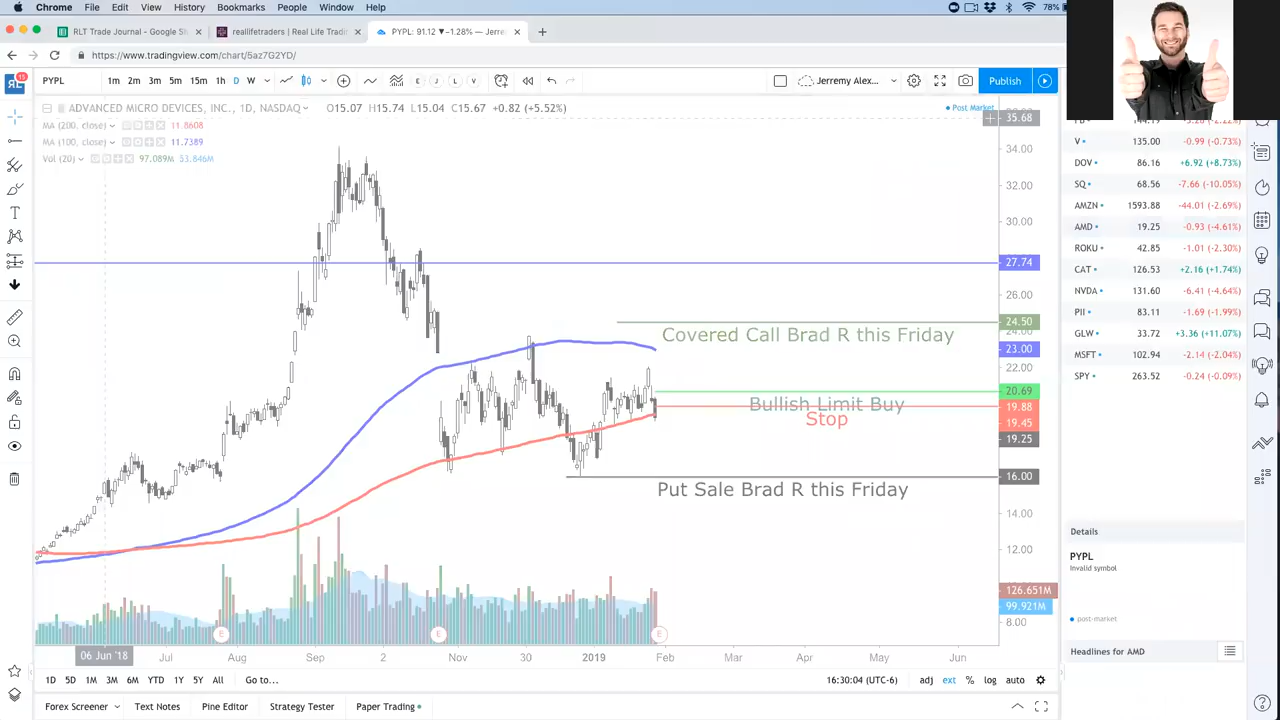 Chrome File Edit View History Bookmarks People Window Help 78%
RLT Trade Journal - Google Sl × reallifetraders | Real Life Tradin × PYPL: 91.12 ▼−1.28% — Jerre × +
https://www.tradingview.com/chart/5az7G2YD/
15 PYPL 1m 2m 3m 5m 15m 1h D W E J L V Jerremy Alex... Publish
ADVANCED MICRO DEVICES, INC., 1D, NASDAQ O15.07 H15.74 L15.04 C15.67 +0.82 (+5.52%) Post Market
MA (200, close) 11.8608
MA (100, close) 11.7389
Vol (20) 97.089M 53.846M
35.68
34.00
32.00
30.00
27.74
26.00
24.50
24.00
Covered Call Brad R this Friday
23.00
22.00
20.69
Bullish Limit Buy
19.88
Stop
19.45
19.25
16.00
Put Sale Brad R this Friday
14.00
12.00
126.651M
99.921M
8.00
E E E
06 Jun '18 Jul Aug Sep 2 Nov 30 2019 Feb Mar Apr May Jun
1D 5D 1M 3M 6M YTD 1Y 5Y All Go to... 16:30:04 (UTC-6) adj ext % log auto
Forex Screener Text Notes Pine Editor Strategy Tester Paper Trading
V 135.00 −0.99 (−0.73%)
DOV 86.16 +6.92 (+8.73%)
SQ 68.56 −7.66 (−10.05%)
AMZN 1593.88 −44.01 (−2.69%)
AMD 19.25 −0.93 (−4.61%)
ROKU 42.85 −1.01 (−2.30%)
CAT 126.53 +2.16 (+1.74%)
NVDA 131.60 −6.41 (−4.64%)
PII 83.11 −1.69 (−1.99%)
GLW 33.72 +3.36 (+11.07%)
MSFT 102.94 −2.14 (−2.04%)
SPY 263.52 −0.24 (−0.09%)
Details
PYPL
Invalid symbol
post-market
Headlines for AMD